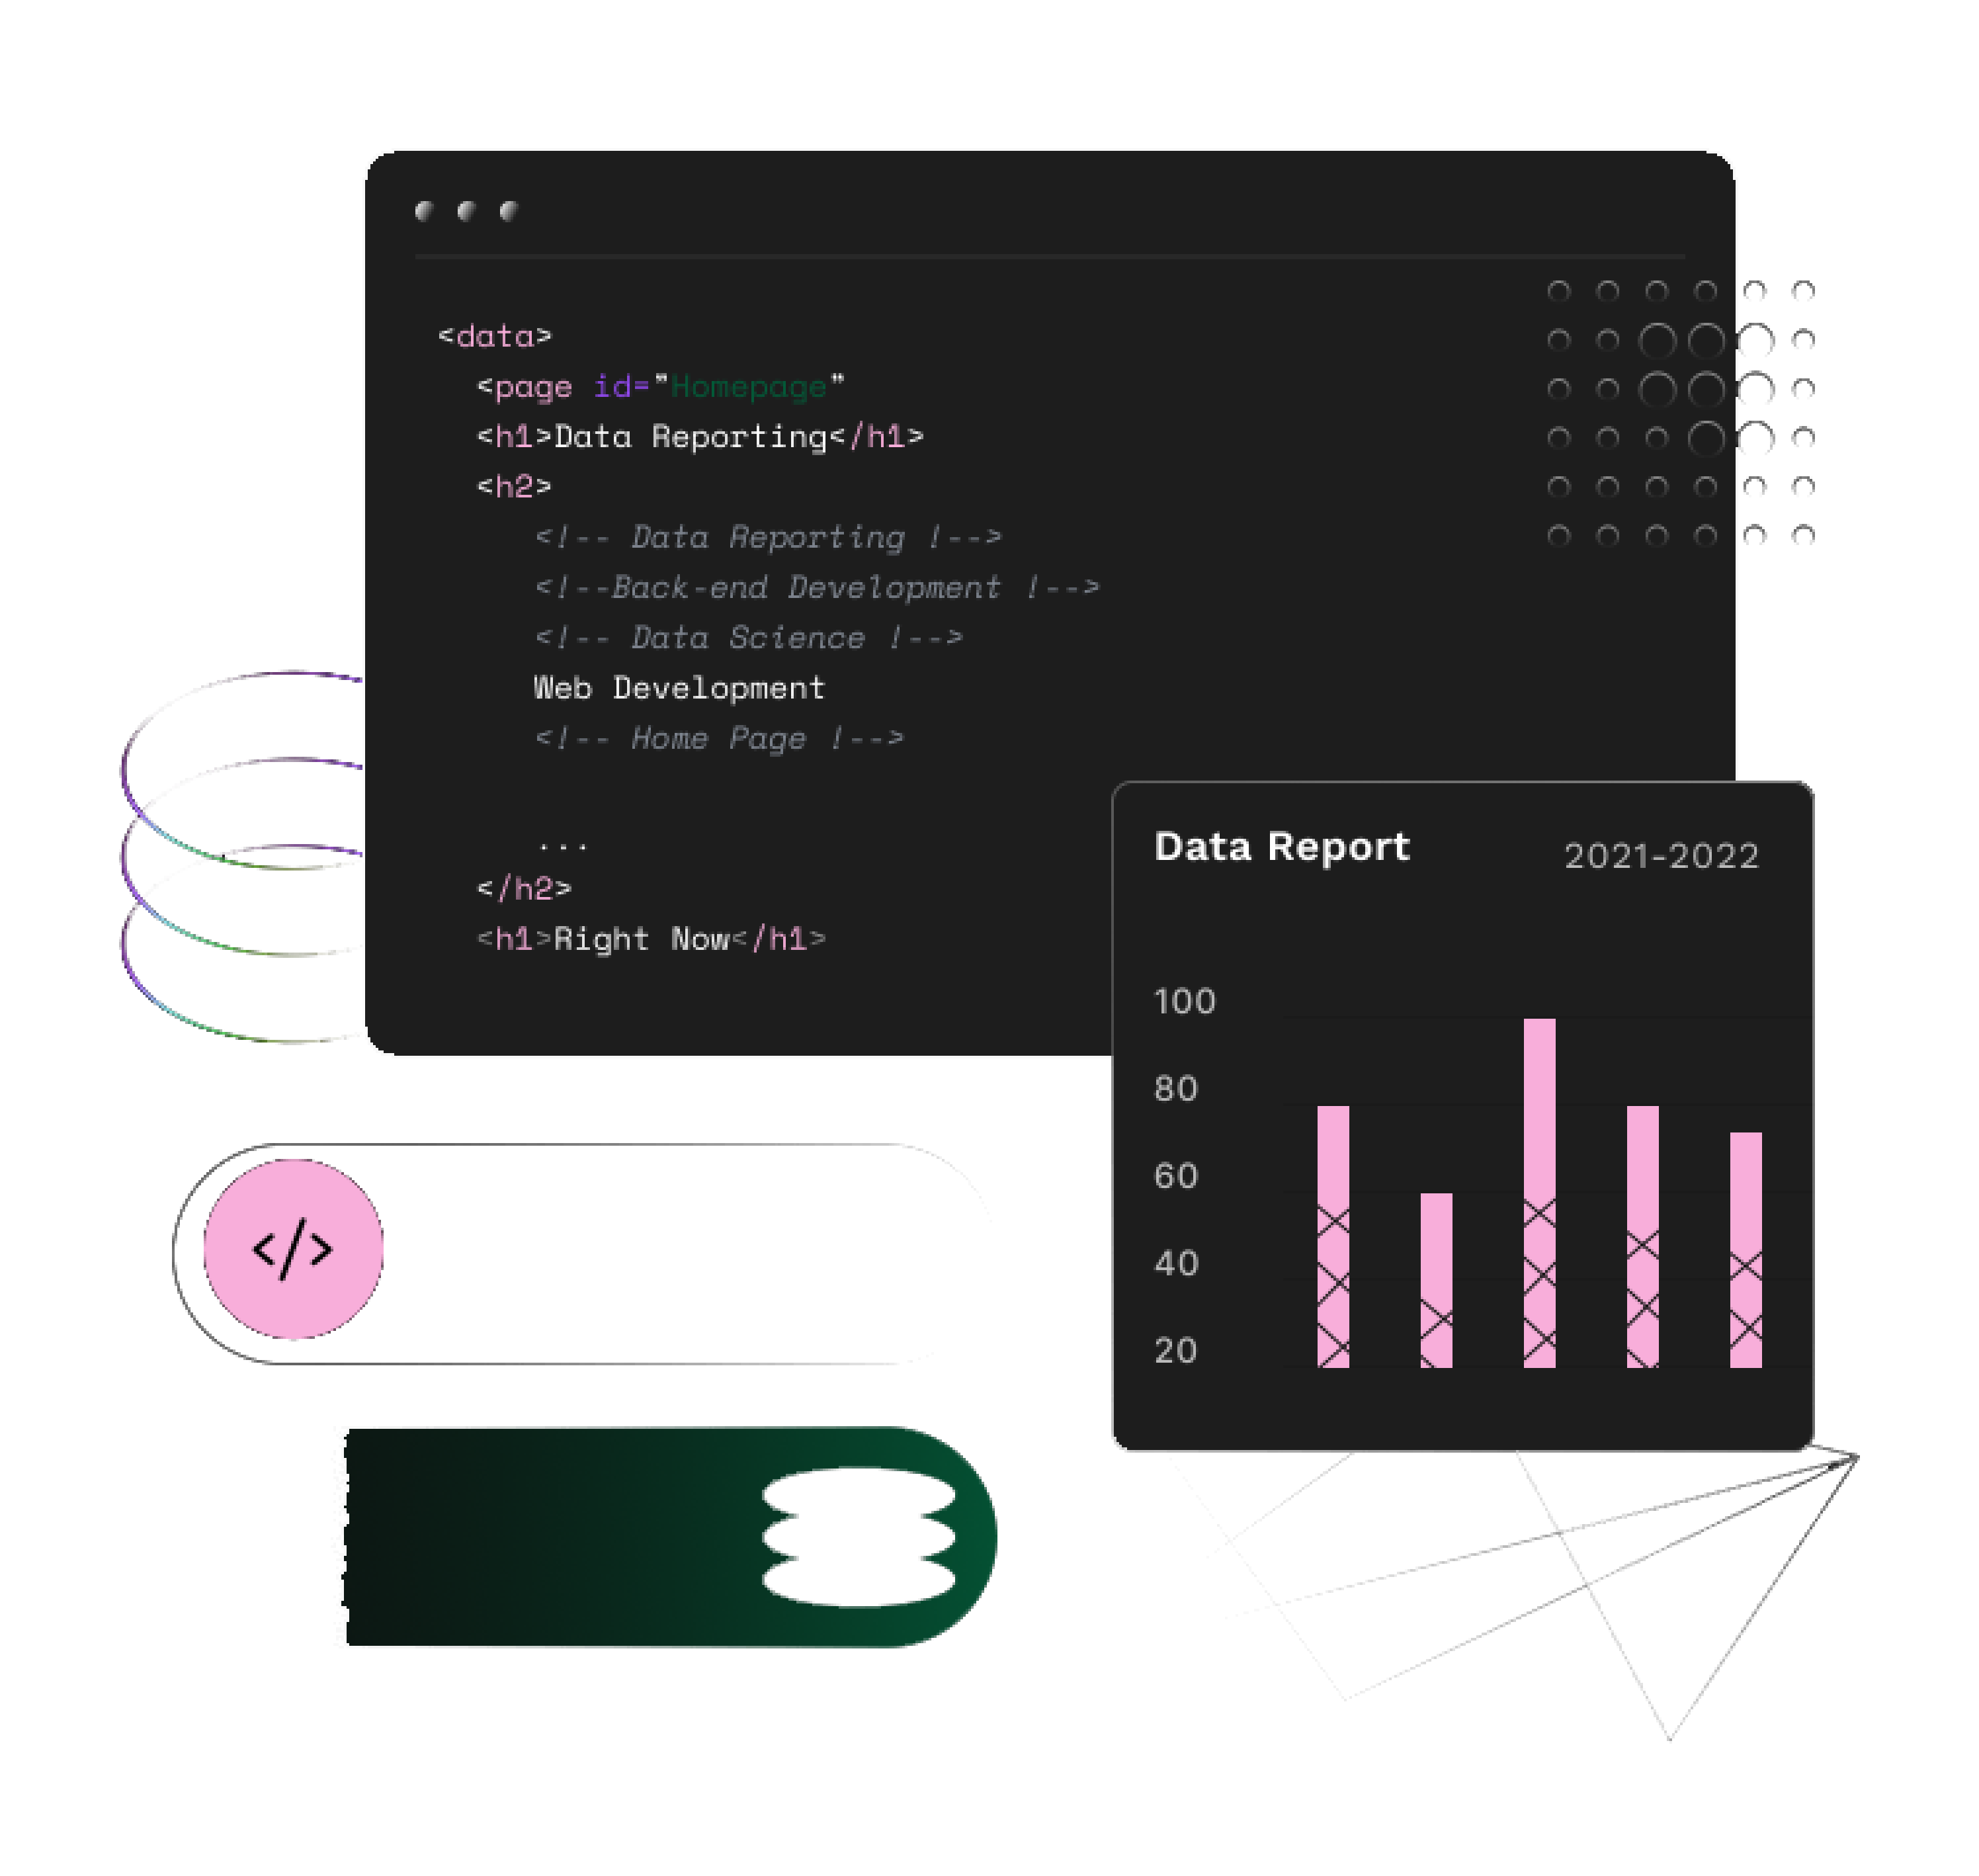 <data>
<page id="Homepage"
<h1>Data Reporting</h1>
<h2>
<!-- Data Reporting !-->
<!--Back-end Development !-->
<!-- Data Science !-->
Web Development
<!-- Home Page !-->
...
</h2>
<h1>Right Now</h1>
Data Report 2021-2022
100
80
60
40
20
</>